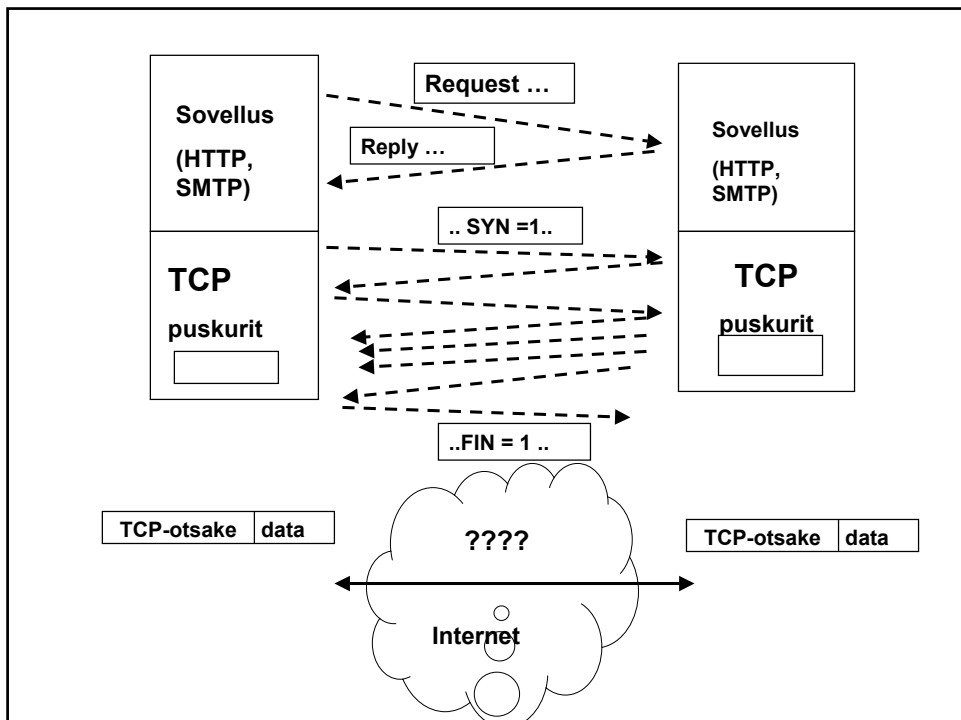 Request …
Sovellus
(HTTP,
SMTP)
Reply …
Sovellus
(HTTP,
SMTP)
.. SYN =1..
TCP
puskurit
TCP
puskurit
..FIN = 1 ..
TCP-otsake data
????
TCP-otsake data
Internet